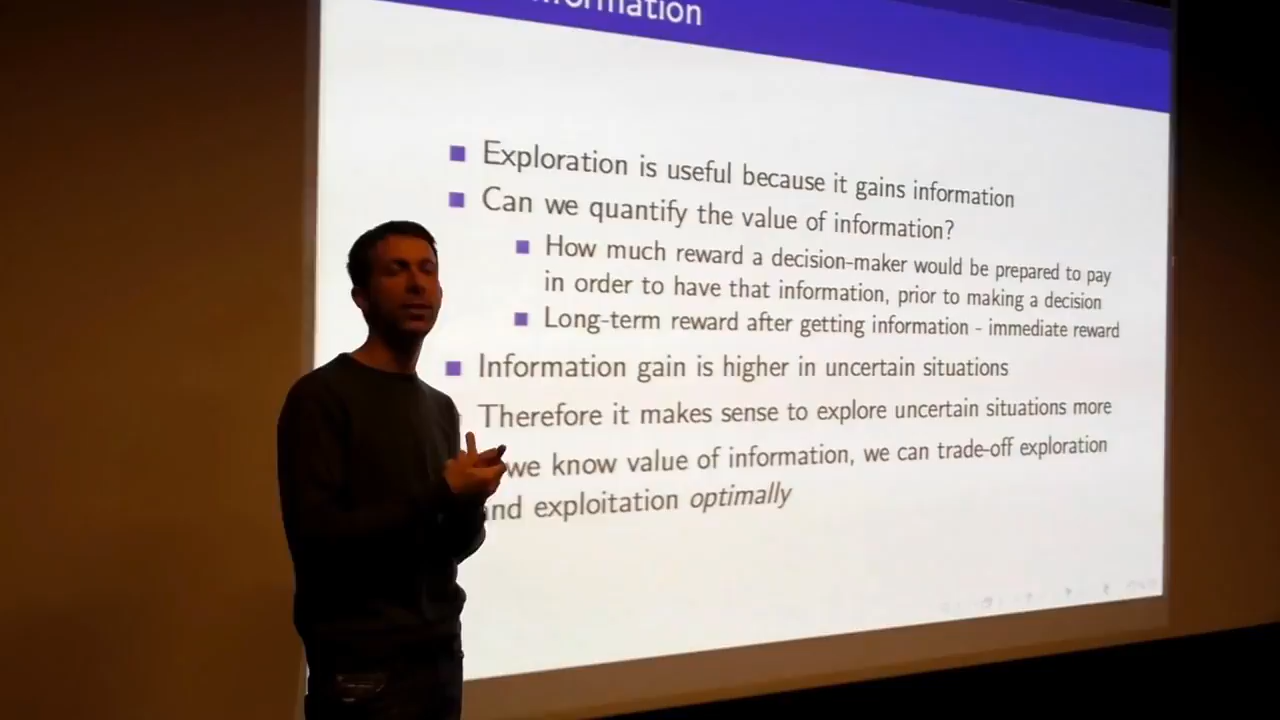 Exploration is useful because it gains information
Can we quantify the value of information?
How much reward a decision-maker would be prepared to pay
in order to have that information, prior to making a decision
Long-term reward after getting information - immediate reward
Information gain is higher in uncertain situations
Therefore it makes sense to explore uncertain situations more
we know value of information, we can trade-off exploration
nd exploitation optimally